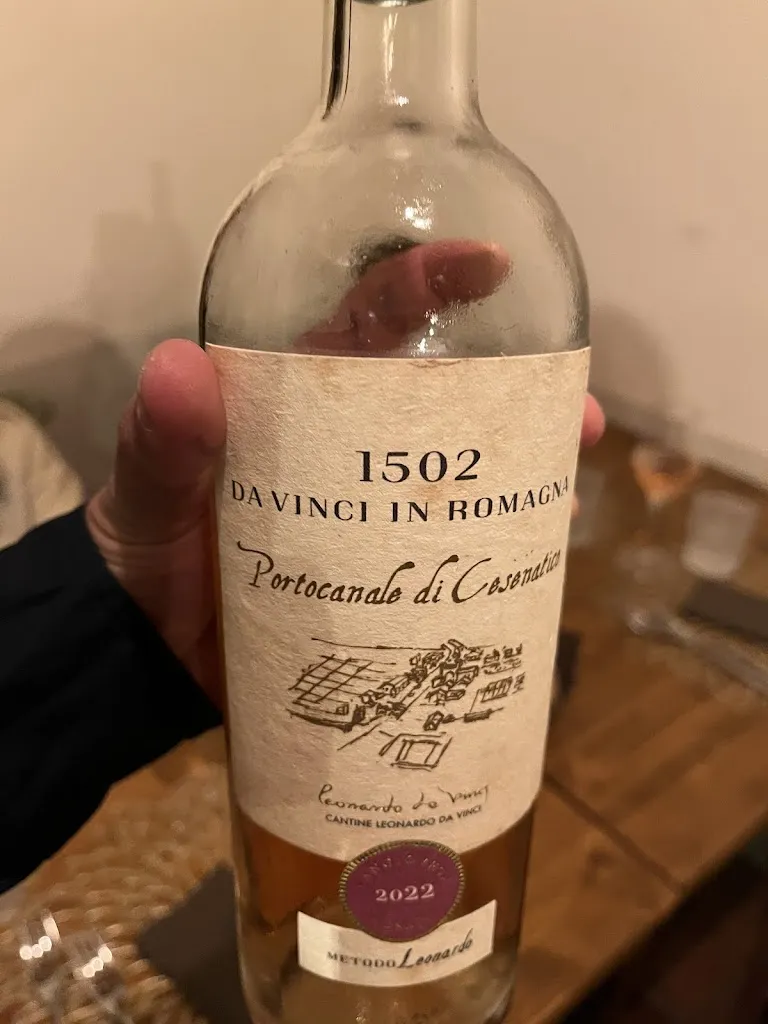 1502
DA VINCI IN ROMAGNA
Portocanale di Cesenatico
Leonardo da Vinci
CANTINE LEONARDO DA VINCI
2022
METODO Leonardo